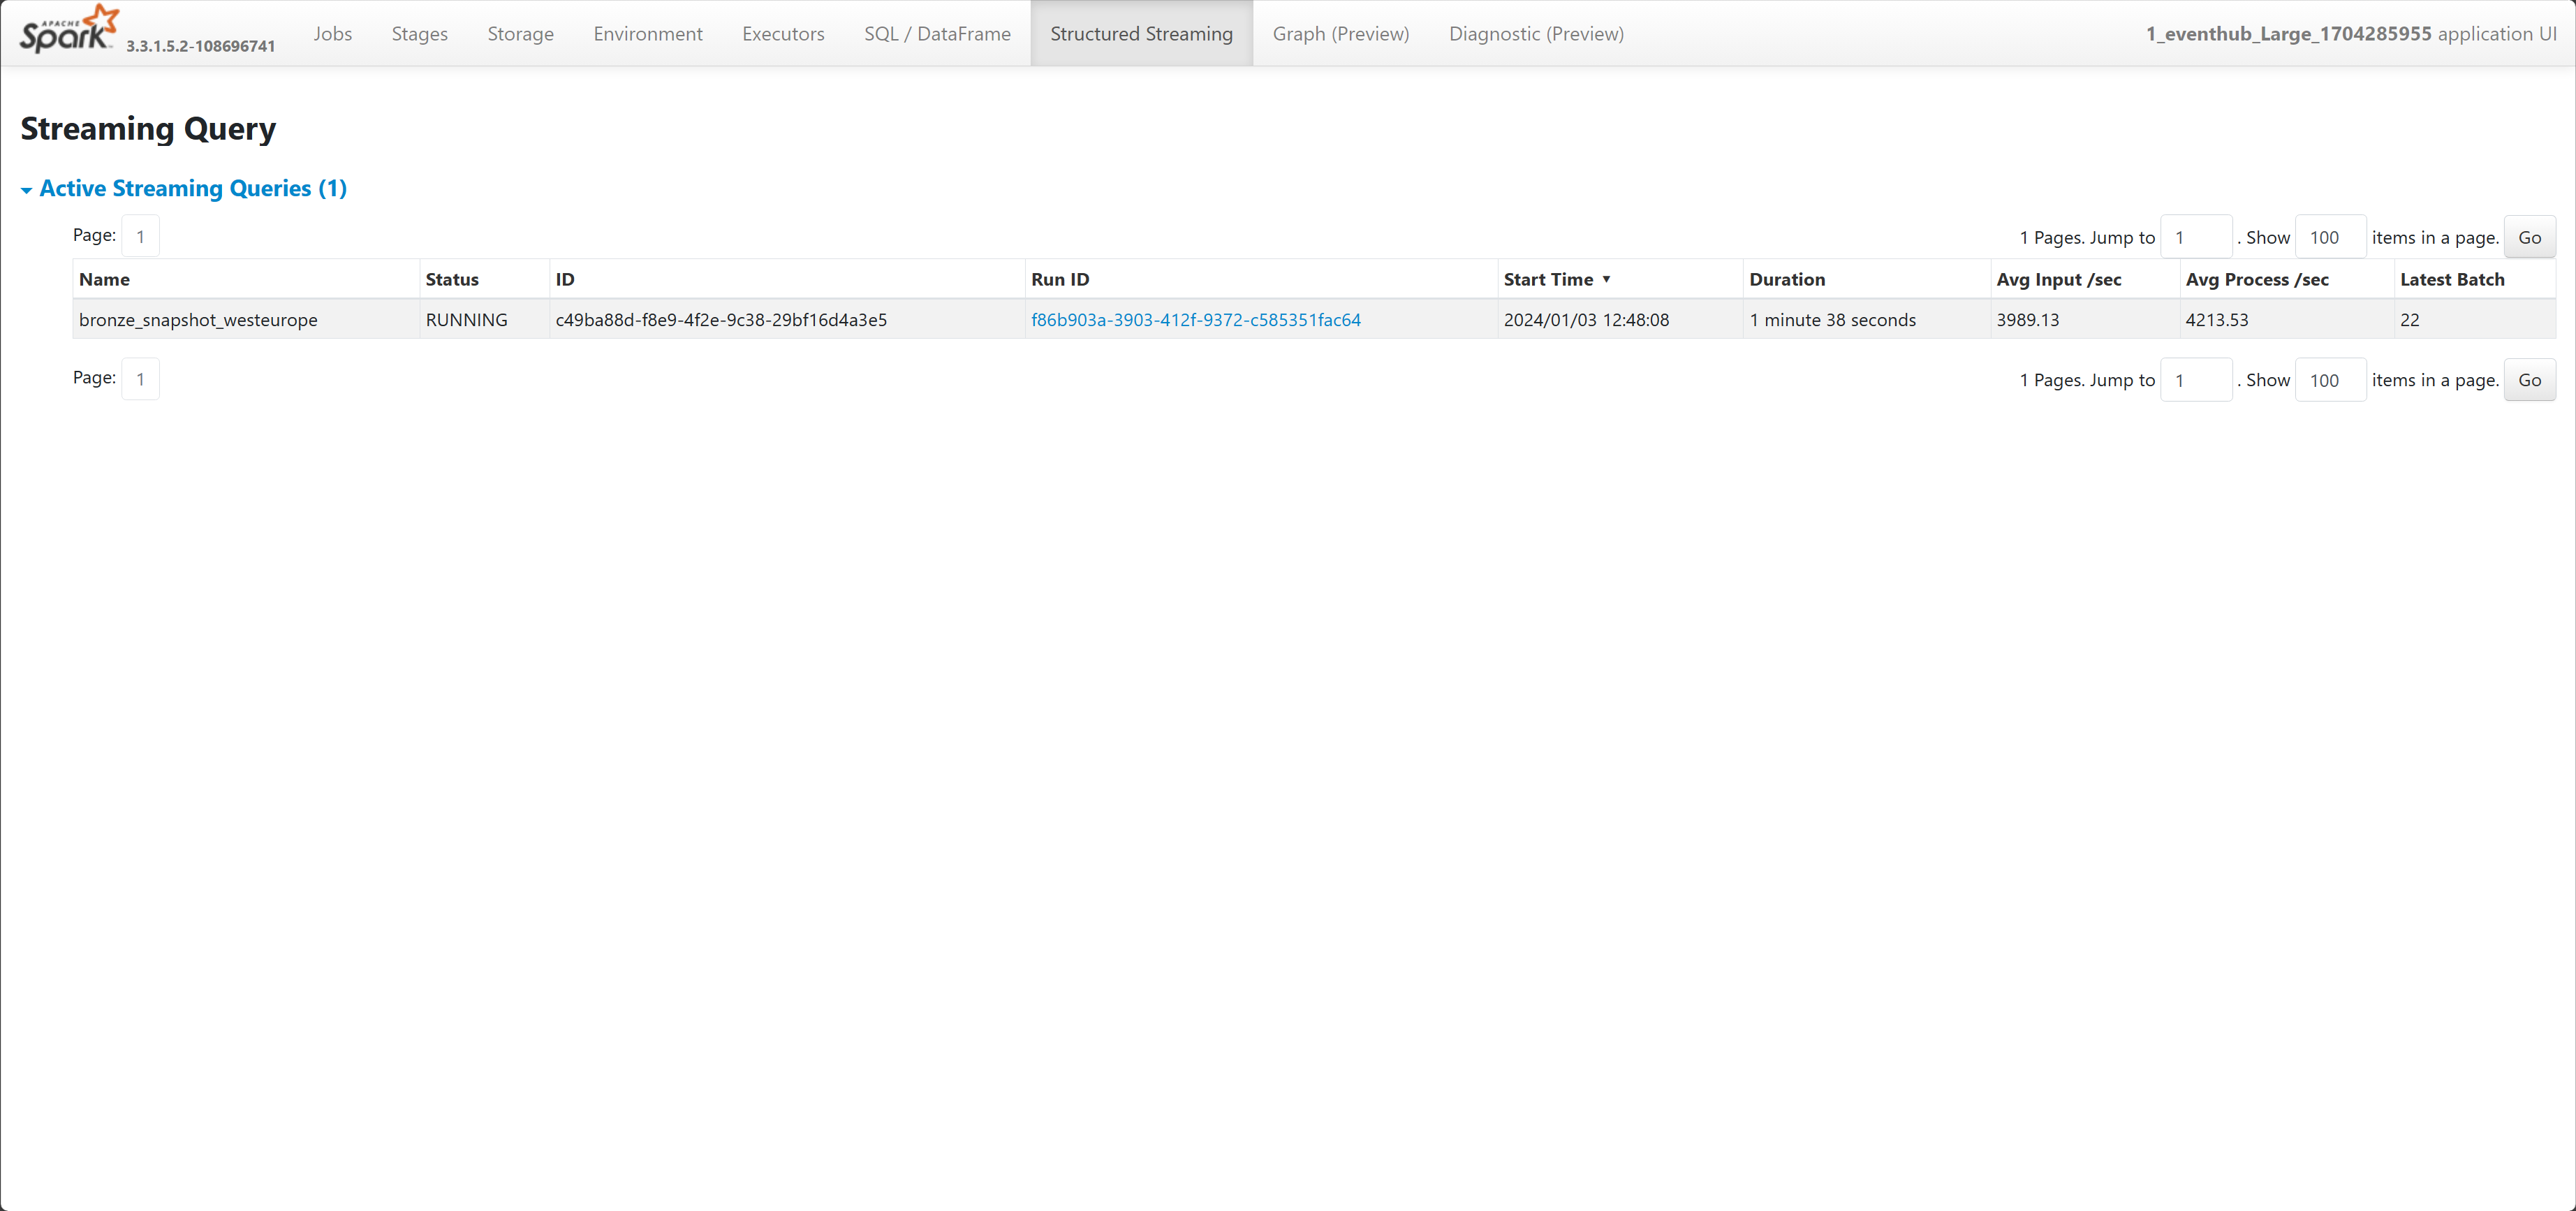 APACHE Spark 3.3.1.5.2-108696741 Jobs Stages Storage Environment Executors SQL / DataFrame Structured Streaming Graph (Preview) Diagnostic (Preview) 1_eventhub_Large_1704285955 application UI
Streaming Query
Active Streaming Queries (1)
Page: 1 1 Pages. Jump to 1 . Show 100 items in a page. Go
Name Status ID Run ID Start Time ▼ Duration Avg Input /sec Avg Process /sec Latest Batch
bronze_snapshot_westeurope RUNNING c49ba88d-f8e9-4f2e-9c38-29bf16d4a3e5 f86b903a-3903-412f-9372-c585351fac64 2024/01/03 12:48:08 1 minute 38 seconds 3989.13 4213.53 22
Page: 1 1 Pages. Jump to 1 . Show 100 items in a page. Go